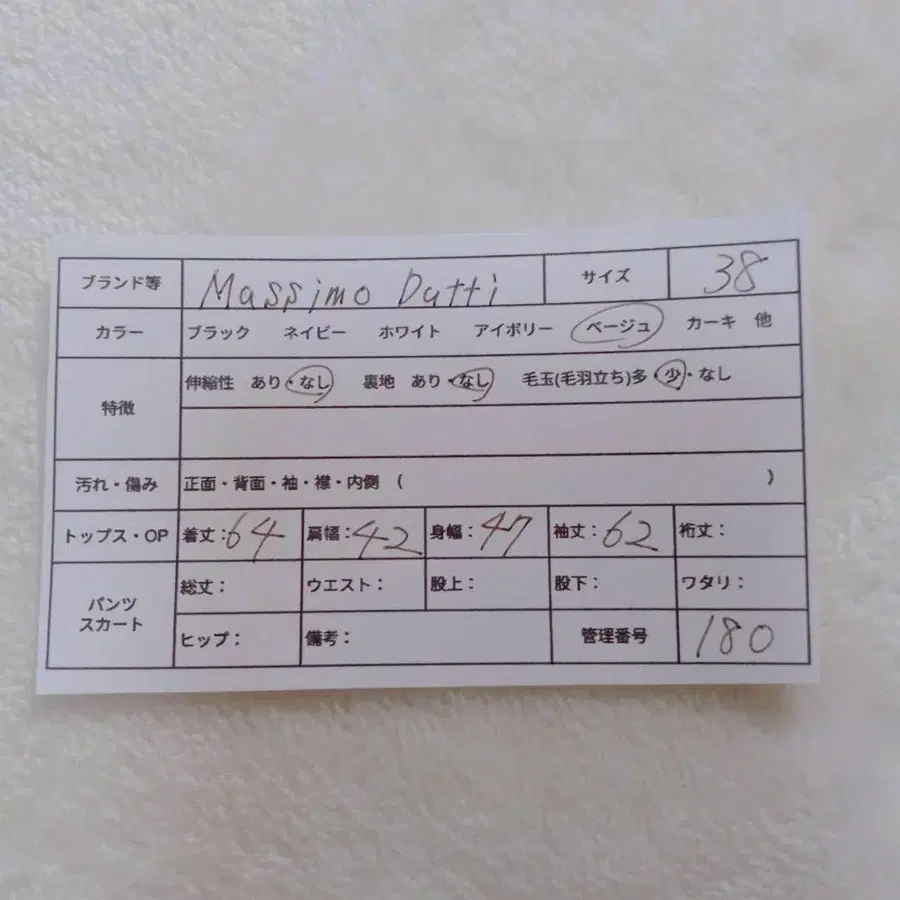 ブランド等 Massimo Dutti サイズ 38
カラー ブラック ネイビー ホワイト アイボリー ベージュ カーキ 他
特徴 伸縮性 あり・なし 裏地 あり・なし 毛玉(毛羽立ち)多・少・なし
汚れ・傷み 正面・背面・袖・襟・内側 ( )
トップス・OP 着丈:64 肩幅:42 身幅:47 袖丈:62 裄丈:
パンツ スカート 総丈: ウエスト: 股上: 股下: ワタリ:
ヒップ: 備考: 管理番号 180